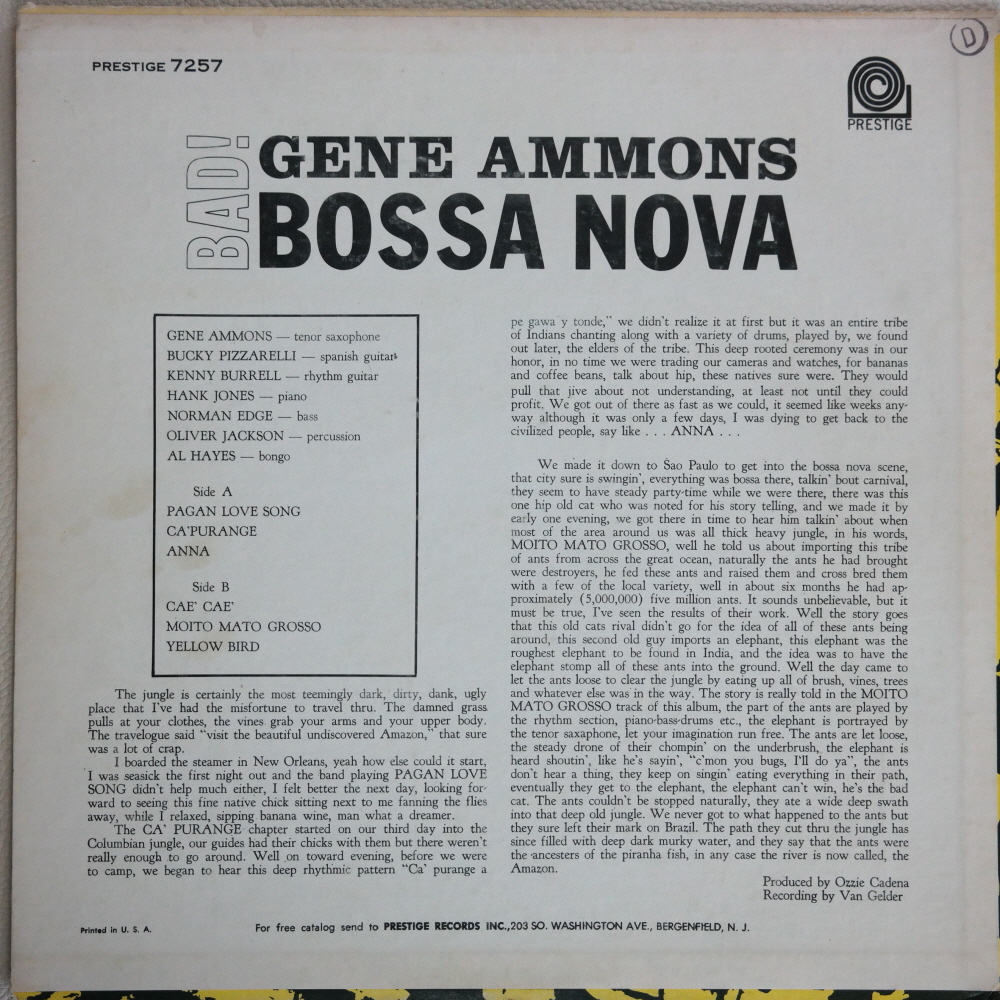 PRESTIGE 7257
D
PRESTIGE
BAD!
GENE AMMONS
BOSSA NOVA
GENE AMMONS — tenor saxophone
BUCKY PIZZARELLI — spanish guitars
KENNY BURRELL — rhythm guitar
HANK JONES — piano
NORMAN EDGE — bass
OLIVER JACKSON — percussion
AL HAYES — bongo
Side A
PAGAN LOVE SONG
CA'PURANGE
ANNA
Side B
CAE' CAE'
MOITO MATO GROSSO
YELLOW BIRD
The jungle is certainly the most teemingly dark, dirty, dank, ugly
place that I've had the misfortune to travel thru. The damned grass
pulls at your clothes, the vines grab your arms and your upper body.
The travelogue said "visit the beautiful undiscovered Amazon," that sure
was a lot of crap.
I boarded the steamer in New Orleans, yeah how else could it start,
I was seasick the first night out and the band playing PAGAN LOVE
SONG didn't help much either, I felt better the next day, looking for-
ward to seeing this fine native chick sitting next to me fanning the flies
away, while I relaxed, sipping banana wine, man what a dreamer.
The CA' PURANGE chapter started on our third day into the
Columbian jungle, our guides had their chicks with them but there weren't
really enough to go around. Well on toward evening, before we were
to camp, we began to hear this deep rhythmic pattern "Ca' purange a
pe gawa y tonde," we didn't realize it at first but it was an entire tribe
of Indians chanting along with a variety of drums, played by, we found
out later, the elders of the tribe. This deep rooted ceremony was in our
honor, in no time we were trading our cameras and watches, for bananas
and coffee beans, talk about hip, these natives sure were. They would
pull that jive about not understanding, at least not until they could
profit. We got out of there as fast as we could, it seemed like weeks any-
way although it was only a few days, I was dying to get back to the
civilized people, say like . . . ANNA . . .
We made it down to Sao Paulo to get into the bossa nova scene,
that city sure is swingin', everything was bossa there, talkin' bout carnival,
they seem to have steady party-time while we were there, there was this
one hip old cat who was noted for his story telling, and we made it by
early one evening, we got there in time to hear him talkin' about when
most of the area around us was all thick heavy jungle, in his words,
MOITO MATO GROSSO, well he told us about importing this tribe
of ants from across the great ocean, naturally the ants he had brought
were destroyers, he fed these ants and raised them and cross bred them
with a few of the local variety, well in about six months he had ap-
proximately (5,000,000) five million ants. It sounds unbelievable, but it
must be true, I've seen the results of their work. Well the story goes
that this old cats rival didn't go for the idea of all of these ants being
around, this second old guy imports an elephant, this elephant was the
roughest elephant to be found in India, and the idea was to have the
elephant stomp all of these ants into the ground. Well the day came to
let the ants loose to clear the jungle by eating up all of brush, vines, trees
and whatever else was in the way. The story is really told in the MOITO
MATO GROSSO track of this album, the part of the ants are played by
the rhythm section, piano-bass-drums etc., the elephant is portrayed by
the tenor saxaphone, let your imagination run free. The ants are let loose,
the steady drone of their chompin' on the underbrush, the elephant is
heard shoutin', like he's sayin', "c'mon you bugs, I'll do ya", the ants
don't hear a thing, they keep on singin' eating everything in their path,
eventually they get to the elephant, the elephant can't win, he's the bad
cat. The ants couldn't be stopped naturally, they ate a wide deep swath
into that deep old jungle. We never got to what happened to the ants but
they sure left their mark on Brazil. The path they cut thru the jungle has
since filled with deep dark murky water, and they say that the ants were
the ancesters of the piranha fish, in any case the river is now called, the
Amazon.
Produced by Ozzie Cadena
Recording by Van Gelder
Printed in U. S. A.
For free catalog send to PRESTIGE RECORDS INC.,203 SO. WASHINGTON AVE., BERGENFIELD, N. J.